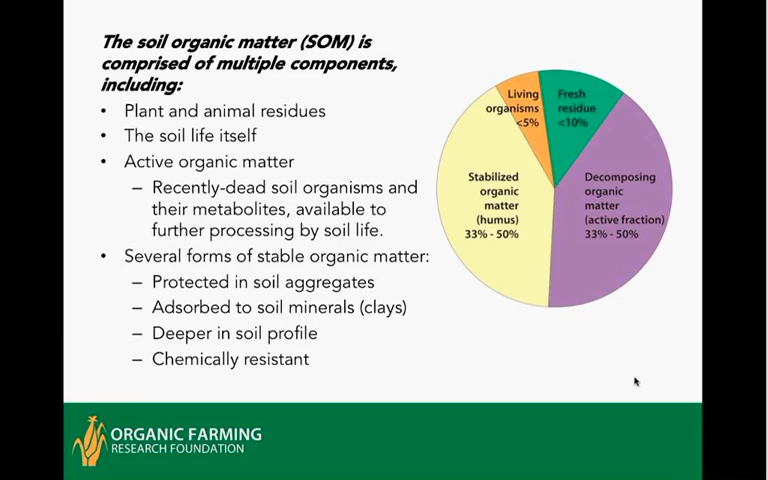 The soil organic matter (SOM) is
comprised of multiple components,
including:
• Plant and animal residues
• The soil life itself
• Active organic matter
– Recently-dead soil organisms and
their metabolites, available to
further processing by soil life.
• Several forms of stable organic matter:
– Protected in soil aggregates
– Adsorbed to soil minerals (clays)
– Deeper in soil profile
– Chemically resistant
Living
organisms
<5%
Fresh
residue
<10%
Stabilized
organic
matter
(humus)
33% - 50%
Decomposing
organic
matter
(active fraction)
33% - 50%
ORGANIC FARMING
RESEARCH FOUNDATION